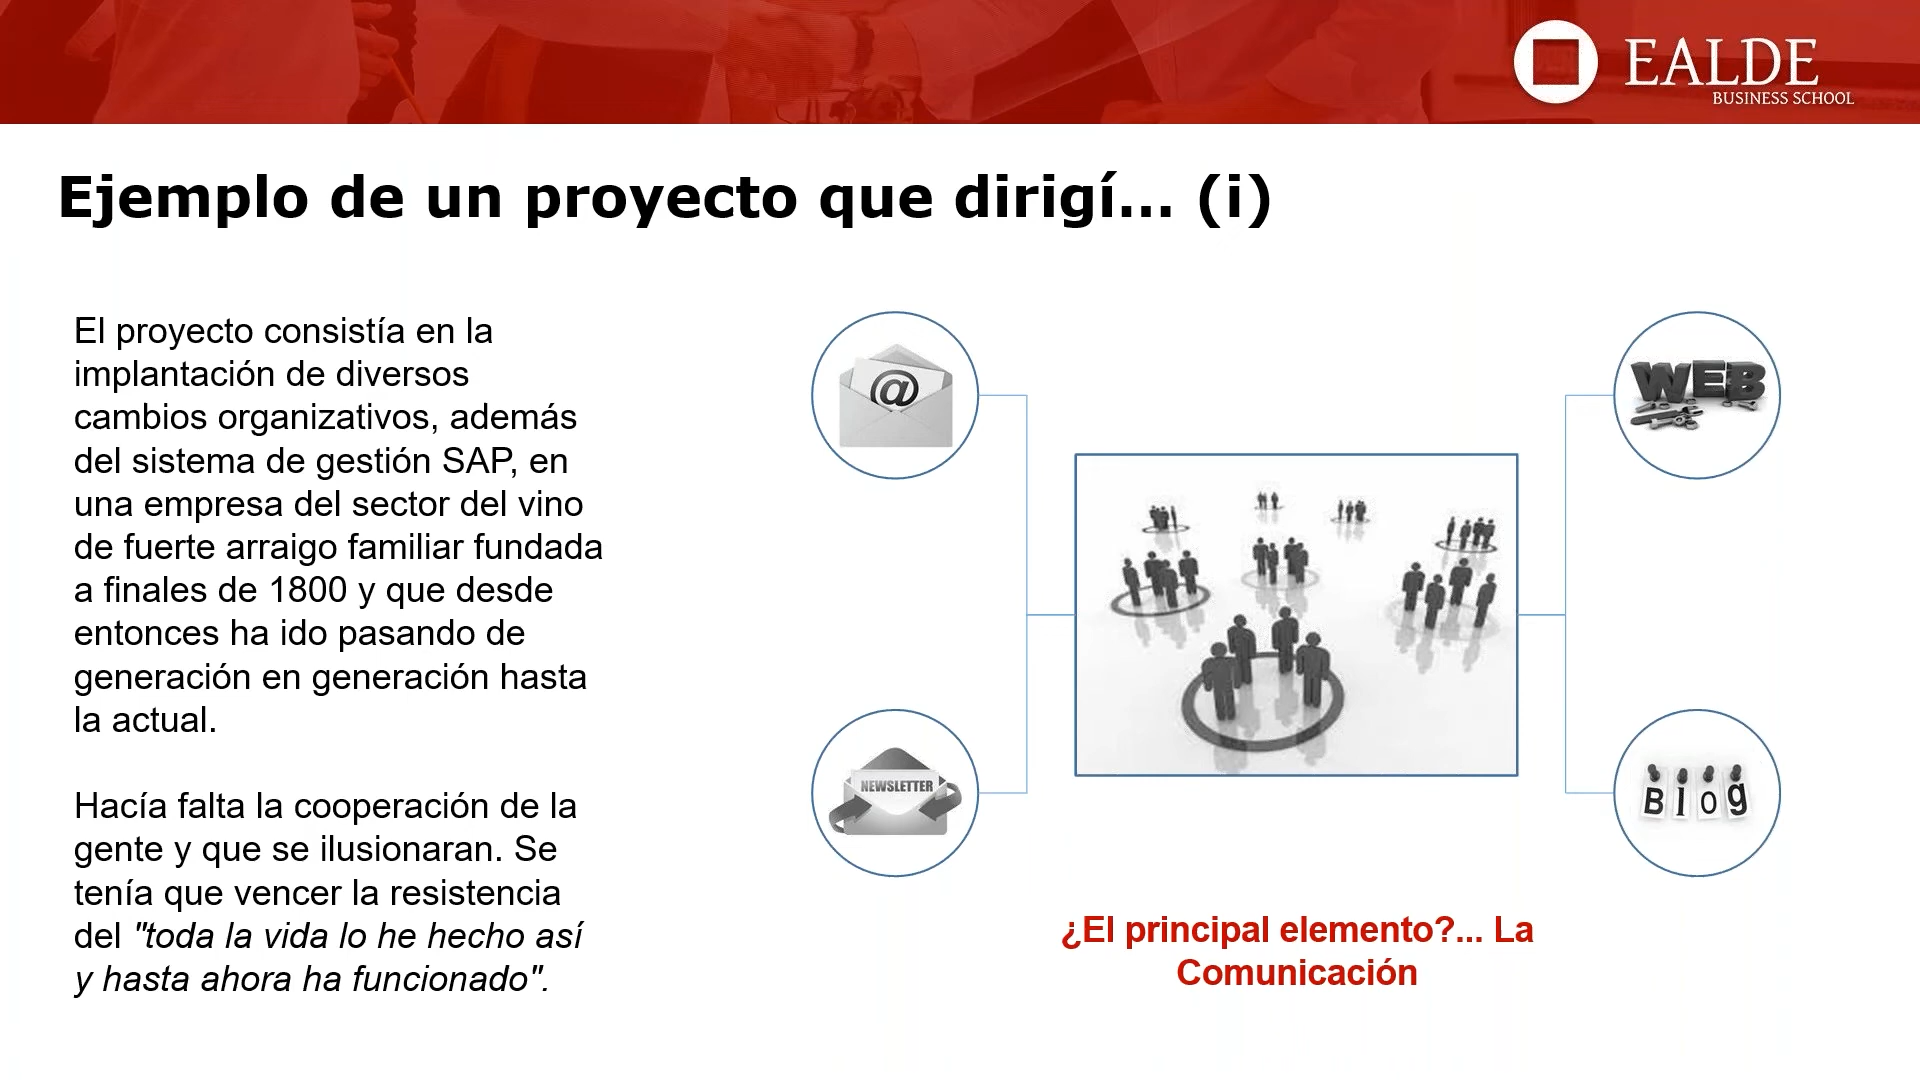 EALDE
BUSINESS SCHOOL
Ejemplo de un proyecto que dirigí... (i)
El proyecto consistía en la
implantación de diversos
cambios organizativos, además
del sistema de gestión SAP, en
una empresa del sector del vino
de fuerte arraigo familiar fundada
a finales de 1800 y que desde
entonces ha ido pasando de
generación en generación hasta
la actual.
Hacía falta la cooperación de la
gente y que se ilusionaran. Se
tenía que vencer la resistencia
del "toda la vida lo he hecho así
y hasta ahora ha funcionado".
@
WEB
NEWSLETTER
Blog
¿El principal elemento?... La
Comunicación